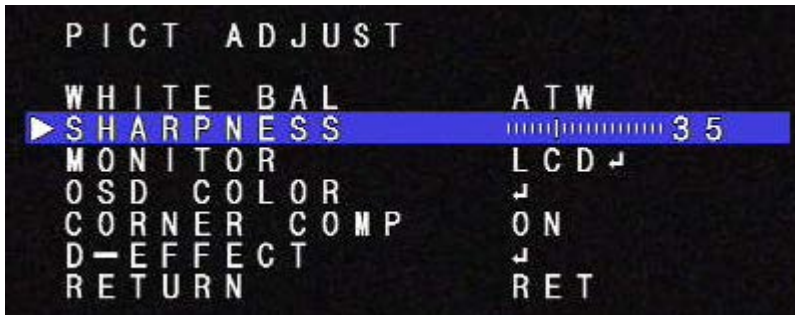 PICT ADJUST
WHITE BAL ATW
SHARPNESS 35
MONITOR LCD↵
OSD COLOR ↵
CORNER COMP ON
D-EFFECT ↵
RETURN RET